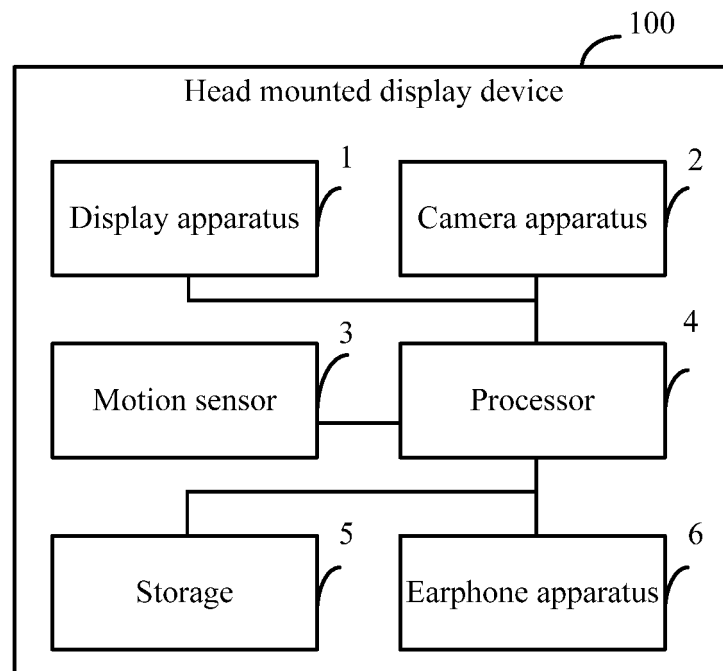 100
Head mounted display device
1
2
Display apparatus
Camera apparatus
3
4
Motion sensor
Processor
5
6
Storage
Earphone apparatus